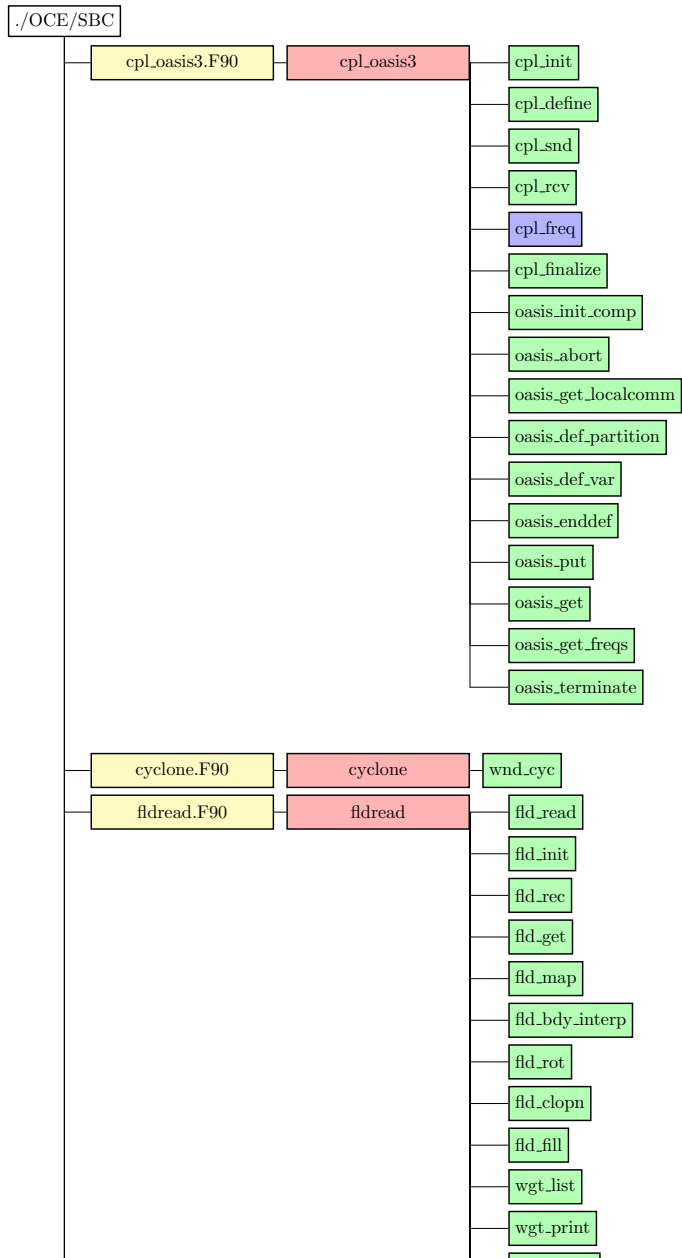 ./OCE/SBC
cpl_oasis3.F90 cpl_oasis3 cpl_init
cpl_define
cpl_snd
cpl_rcv
cpl_freq
cpl_finalize
oasis_init_comp
oasis_abort
oasis_get_localcomm
oasis_def_partition
oasis_def_var
oasis_enddef
oasis_put
oasis_get
oasis_get_freqs
oasis_terminate
cyclone.F90 cyclone wnd_cyc
fldread.F90 fldread fld_read
fld_init
fld_rec
fld_get
fld_map
fld_bdy_interp
fld_rot
fld_clopn
fld_fill
wgt_list
wgt_print